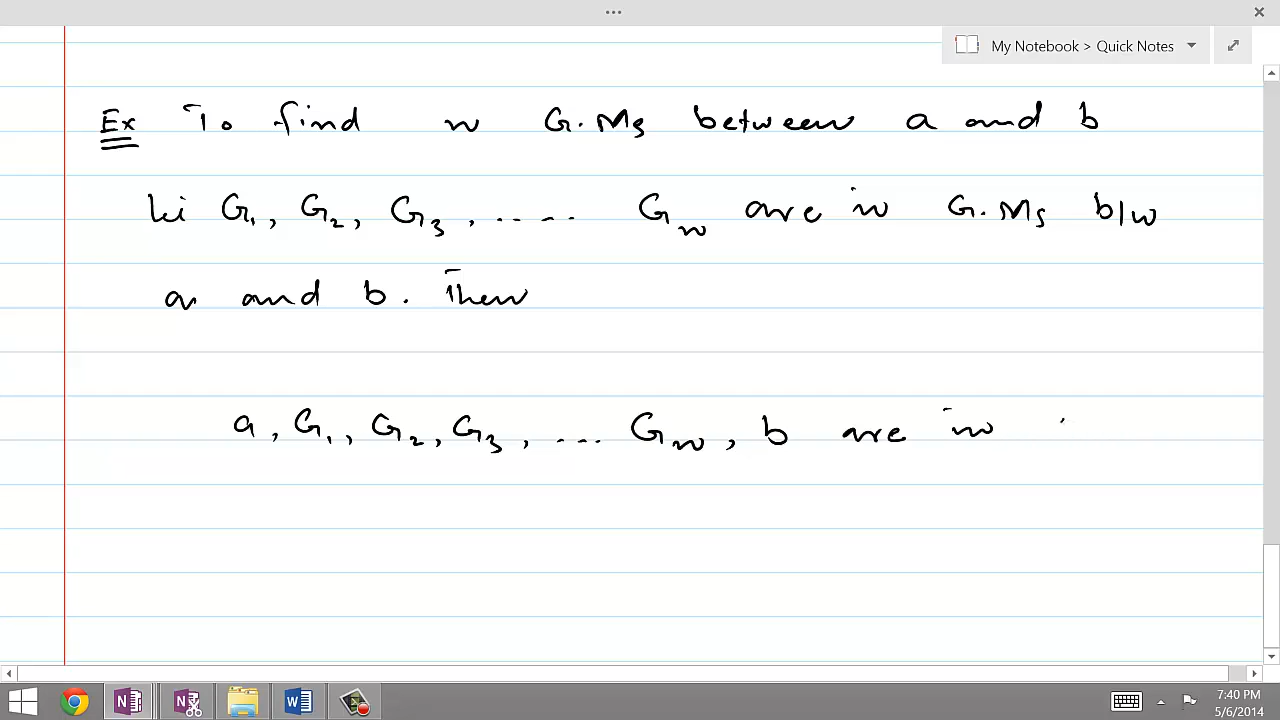 My Notebook > Quick Notes
Ex To find n G.Ms between a and b
G₁, G₂, G₃, ..... Gₙ are n G.Ms b/w
a and b. Then
a, G₁, G₂, G₃, ... Gₙ, b are in
7:40 PM
5/6/2014